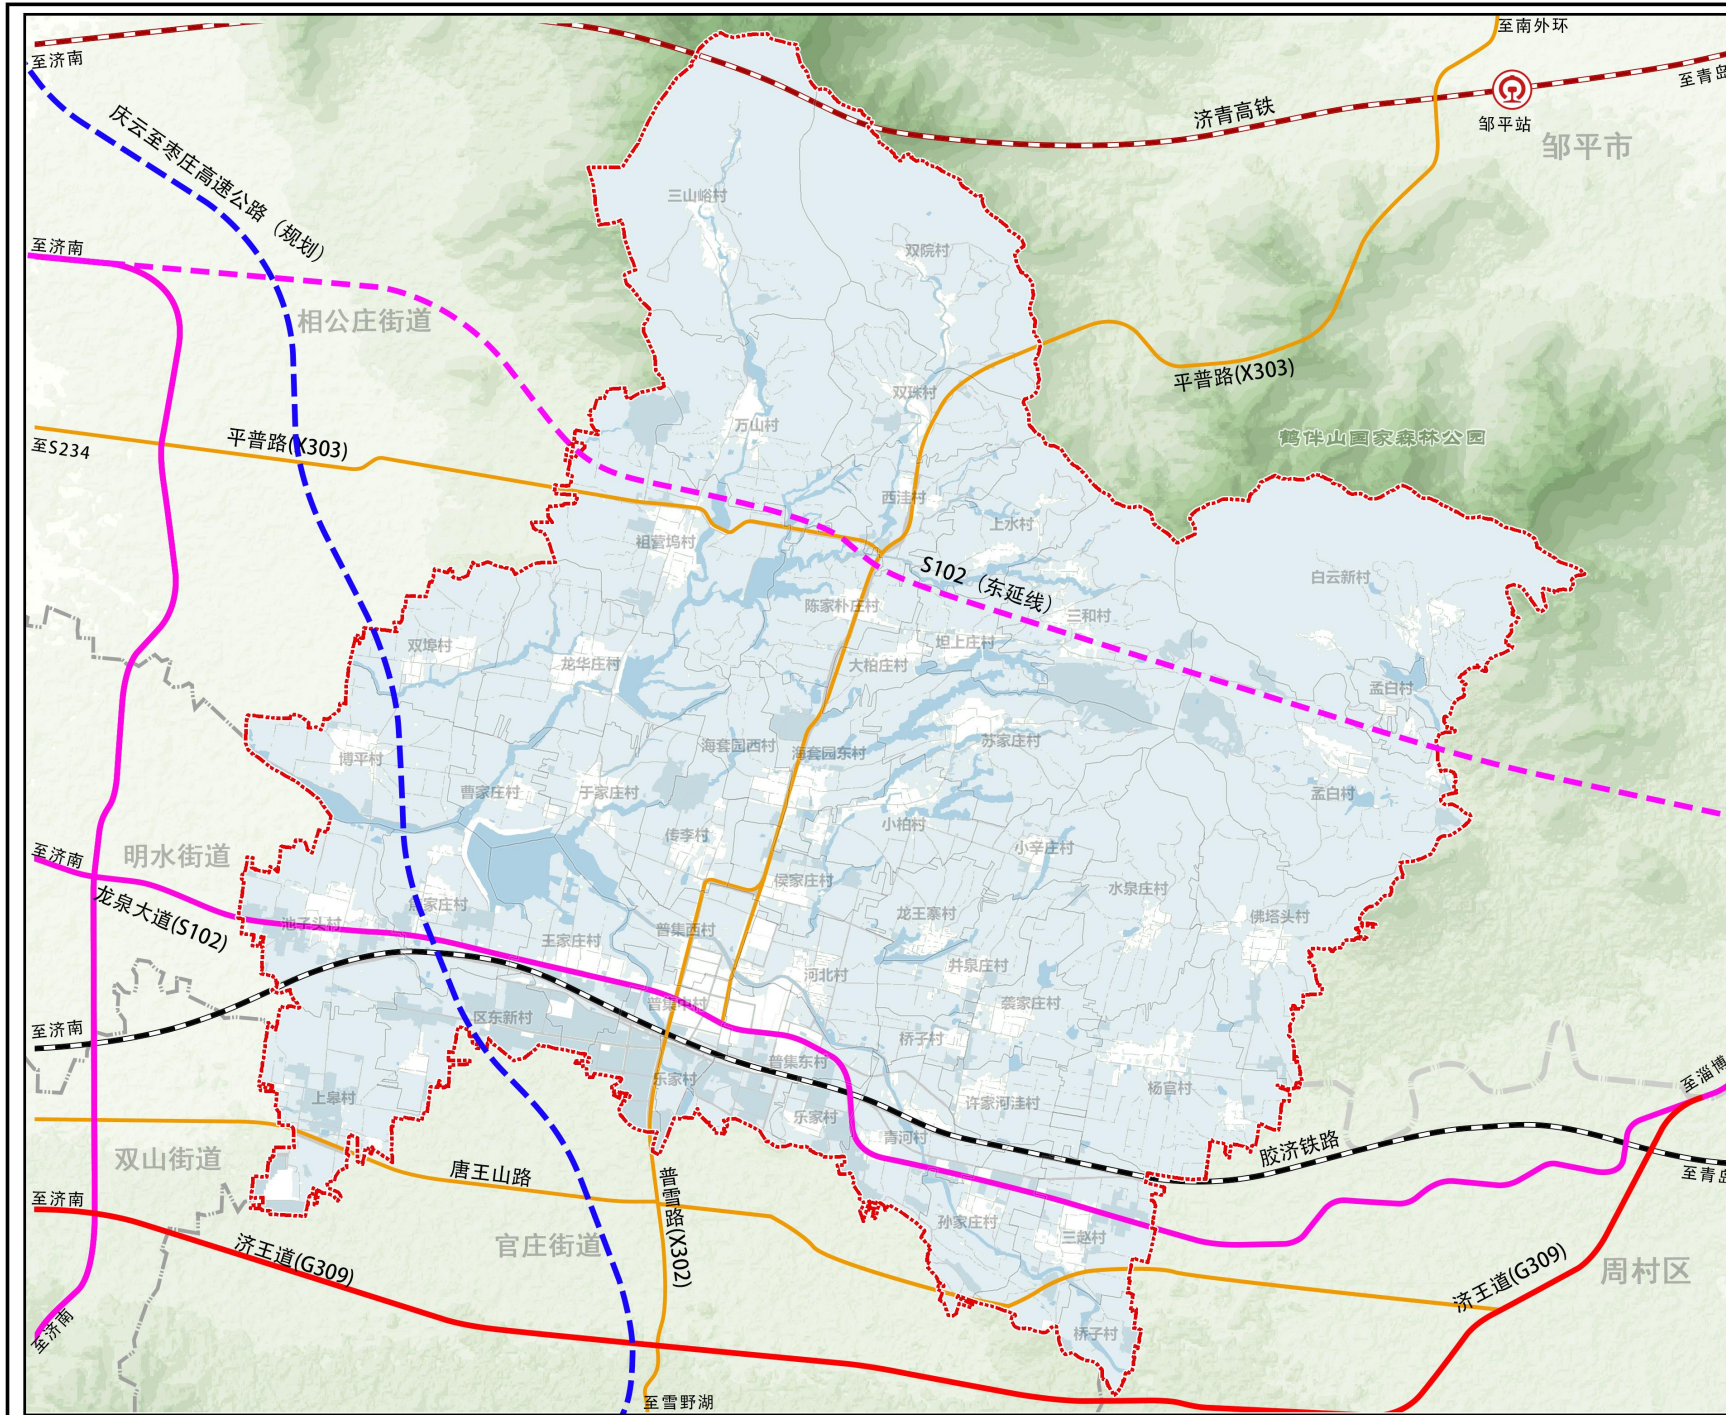 至南外环
至济南
至青岛
济青高铁
邹平站
庆云至枣庄高速公路（规划）
邹平市
三山峪村
至济南
双院村
相公庄街道
平普路(X303)
双珠村
万山村
至S234
平普路(X303)
鹤伴山国家森林公园
西洼村
上水村
祖营坞村
S102（东延线）
白云新村
陈家朴庄村
三和村
双埠村
坦上庄村
龙华庄村
大柏庄村
孟白村
海套园西村
海套园东村
苏家庄村
博平村
曹家庄村
于家庄村
孟白村
传李村
小柏村
明水街道
至济南
小辛庄村
侯家庄村
水泉庄村
龙泉大道(S102)
家庄村
池子头村
龙王寨村
佛塔头村
王家庄村
普集西村
井泉庄村
河北村
普集中村
袭家庄村
区东新村
至济南
桥子村
普集东村
乐家村
杨官村
至淄博
上皋村
许家河洼村
乐家村
青河村
胶济铁路
双山街道
唐王山路
普雪路(X302)
至青岛
至济南
孙家庄村
三赵村
官庄街道
济王道(G309)
济王道(G309)
周村区
至济南
桥子村
至雪野湖